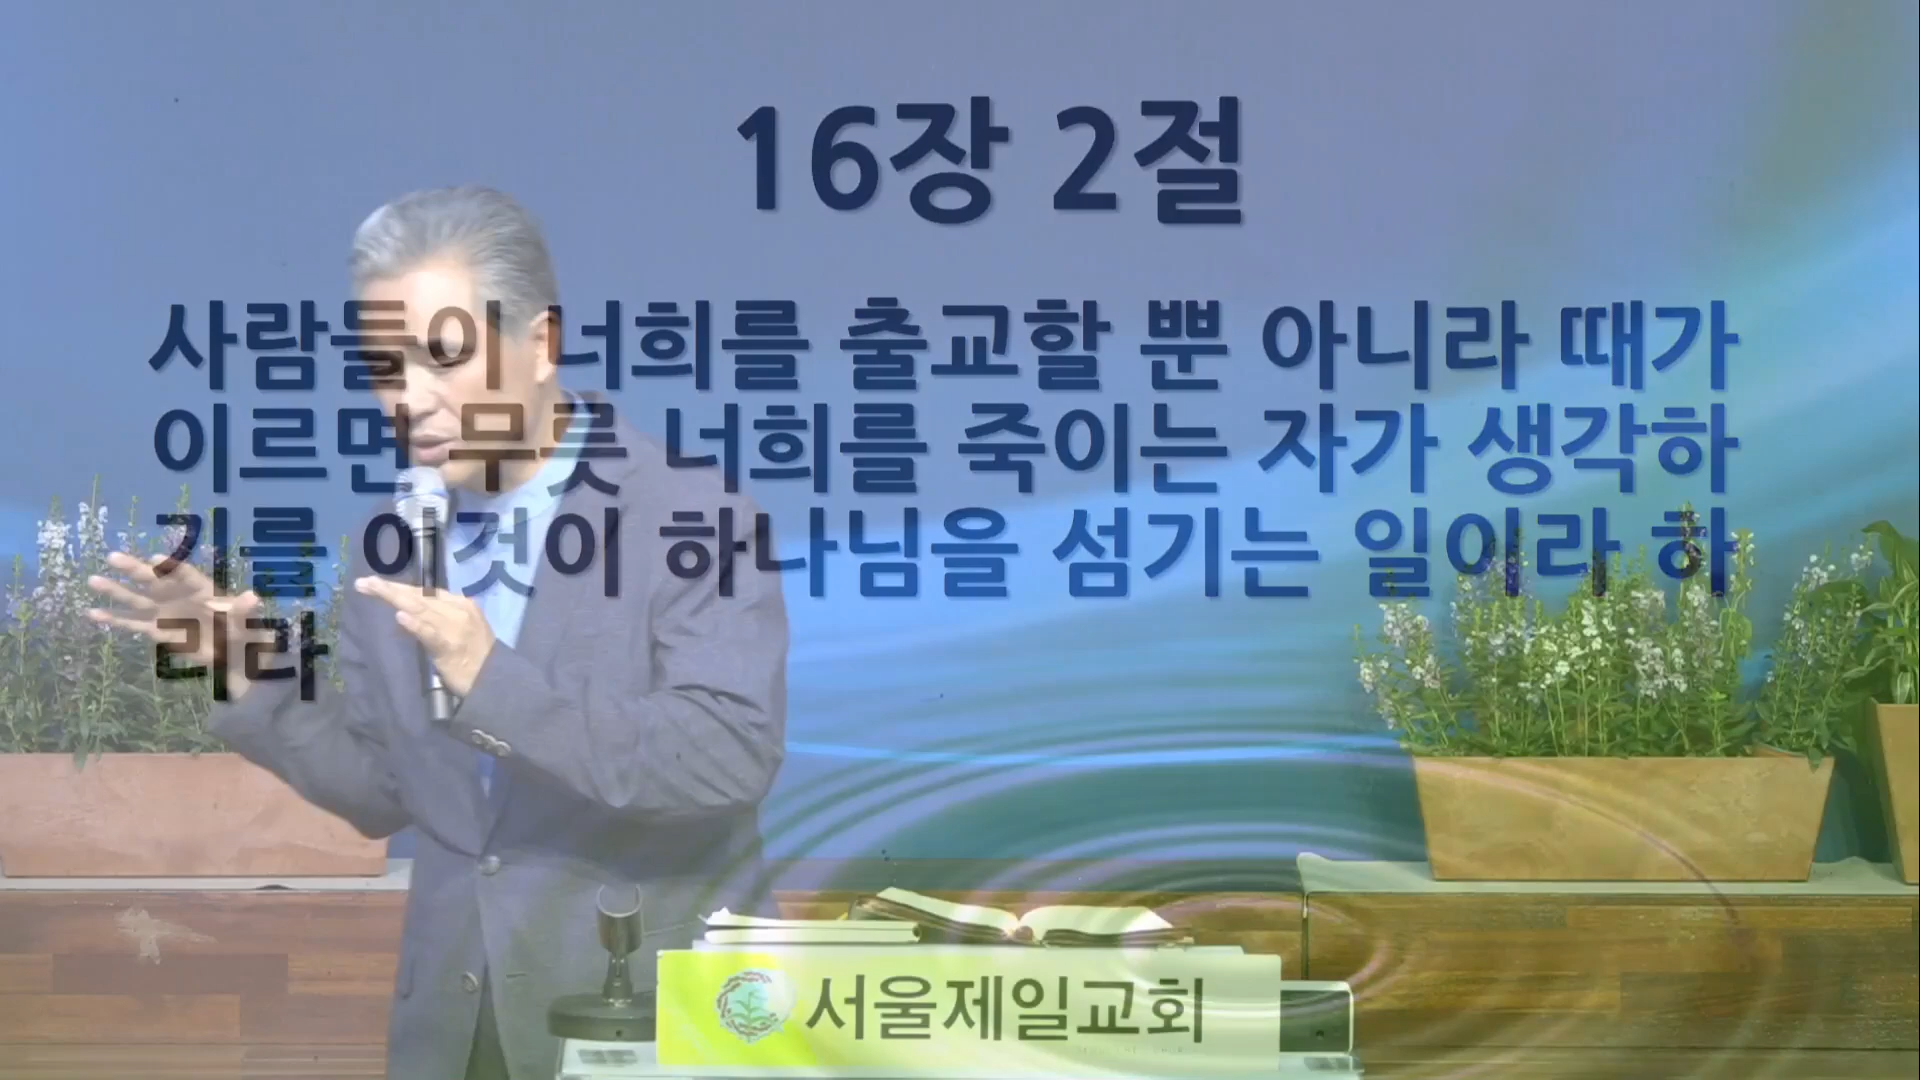 16장 2절
사람들이 너희를 출교할 뿐 아니라 때가
이르면 무릇 너희를 죽이는 자가 생각하
기를 이것이 하나님을 섬기는 일이라 하
리라
서울제일교회